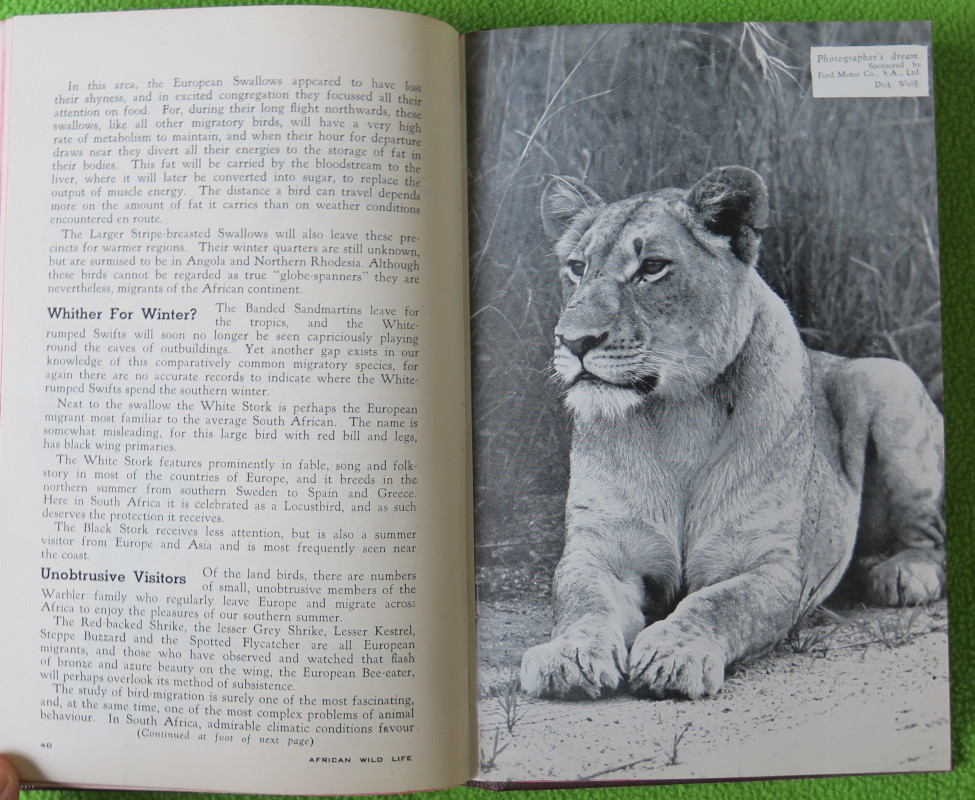 In this area, the European Swallows appeared to have lost
their shyness, and in excited congregation they focussed all their
attention on food. For, during their long flight northwards, these
swallows, like all other migratory birds, will have a very high
rate of metabolism to maintain, and when their hour for departure
draws near they divert all their energies to the storage of fat in
their bodies. This fat will be carried by the bloodstream to the
liver, where it will later be converted into sugar, to replace the
output of muscle energy. The distance a bird can travel depends
more on the amount of fat it carries than on weather conditions
encountered en route.
The Larger Stripe-breasted Swallows will also leave these pre-
cincts for warmer regions. Their winter quarters are still unknown,
but are surmised to be in Angola and Northern Rhodesia. Although
these birds cannot be regarded as true "globe-spanners" they are
nevertheless, migrants of the African continent.
Whither For Winter? The Banded Sandmartins leave for
the tropics, and the White-
rumped Swifts will soon no longer be seen capriciously playing
round the eaves of outbuildings. Yet another gap exists in our
knowledge of this comparatively common migratory species, for
again there are no accurate records to indicate where the White-
rumped Swifts spend the southern winter.
Next to the swallow the White Stork is perhaps the European
migrant most familiar to the average South African. The name is
somewhat misleading, for this large bird with red bill and legs,
has black wing primaries.
The White Stork features prominently in fable, song and folk-
story in most of the countries of Europe, and it breeds in the
northern summer from southern Sweden to Spain and Greece.
Here in South Africa it is celebrated as a Locustbird, and as such
deserves the protection it receives.
The Black Stork receives less attention, but is also a summer
visitor from Europe and Asia and is most frequently seen near
the coast.
Unobtrusive Visitors Of the land birds, there are numbers
of small, unobtrusive members of the
Warbler family who regularly leave Europe and migrate across
Africa to enjoy the pleasures of our southern summer.
The Red-backed Shrike, the lesser Grey Shrike, Lesser Kestrel,
Steppe Buzzard and the Spotted Flycatcher are all European
migrants, and those who have observed and watched that flash
of bronze and azure beauty on the wing, the European Bee-eater,
will perhaps overlook its method of subsistence.
The study of bird-migration is surely one of the most fascinating,
and, at the same time, one of the most complex problems of animal
behaviour. In South Africa, admirable climatic conditions favour
(Continued at foot of next page)
40
AFRICAN WILD LIFE
Photographer's dream.
Sponsored by
Ford Motor Co., S.A., Ltd.
Dick Wolff.